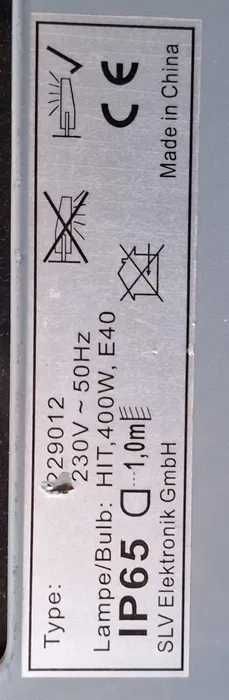 Type: 229012
230V ~ 50Hz
Lampe/Bulb: HIT,400W, E40
IP65 1,0m
SLV Elektronik GmbH
CE
Made in China